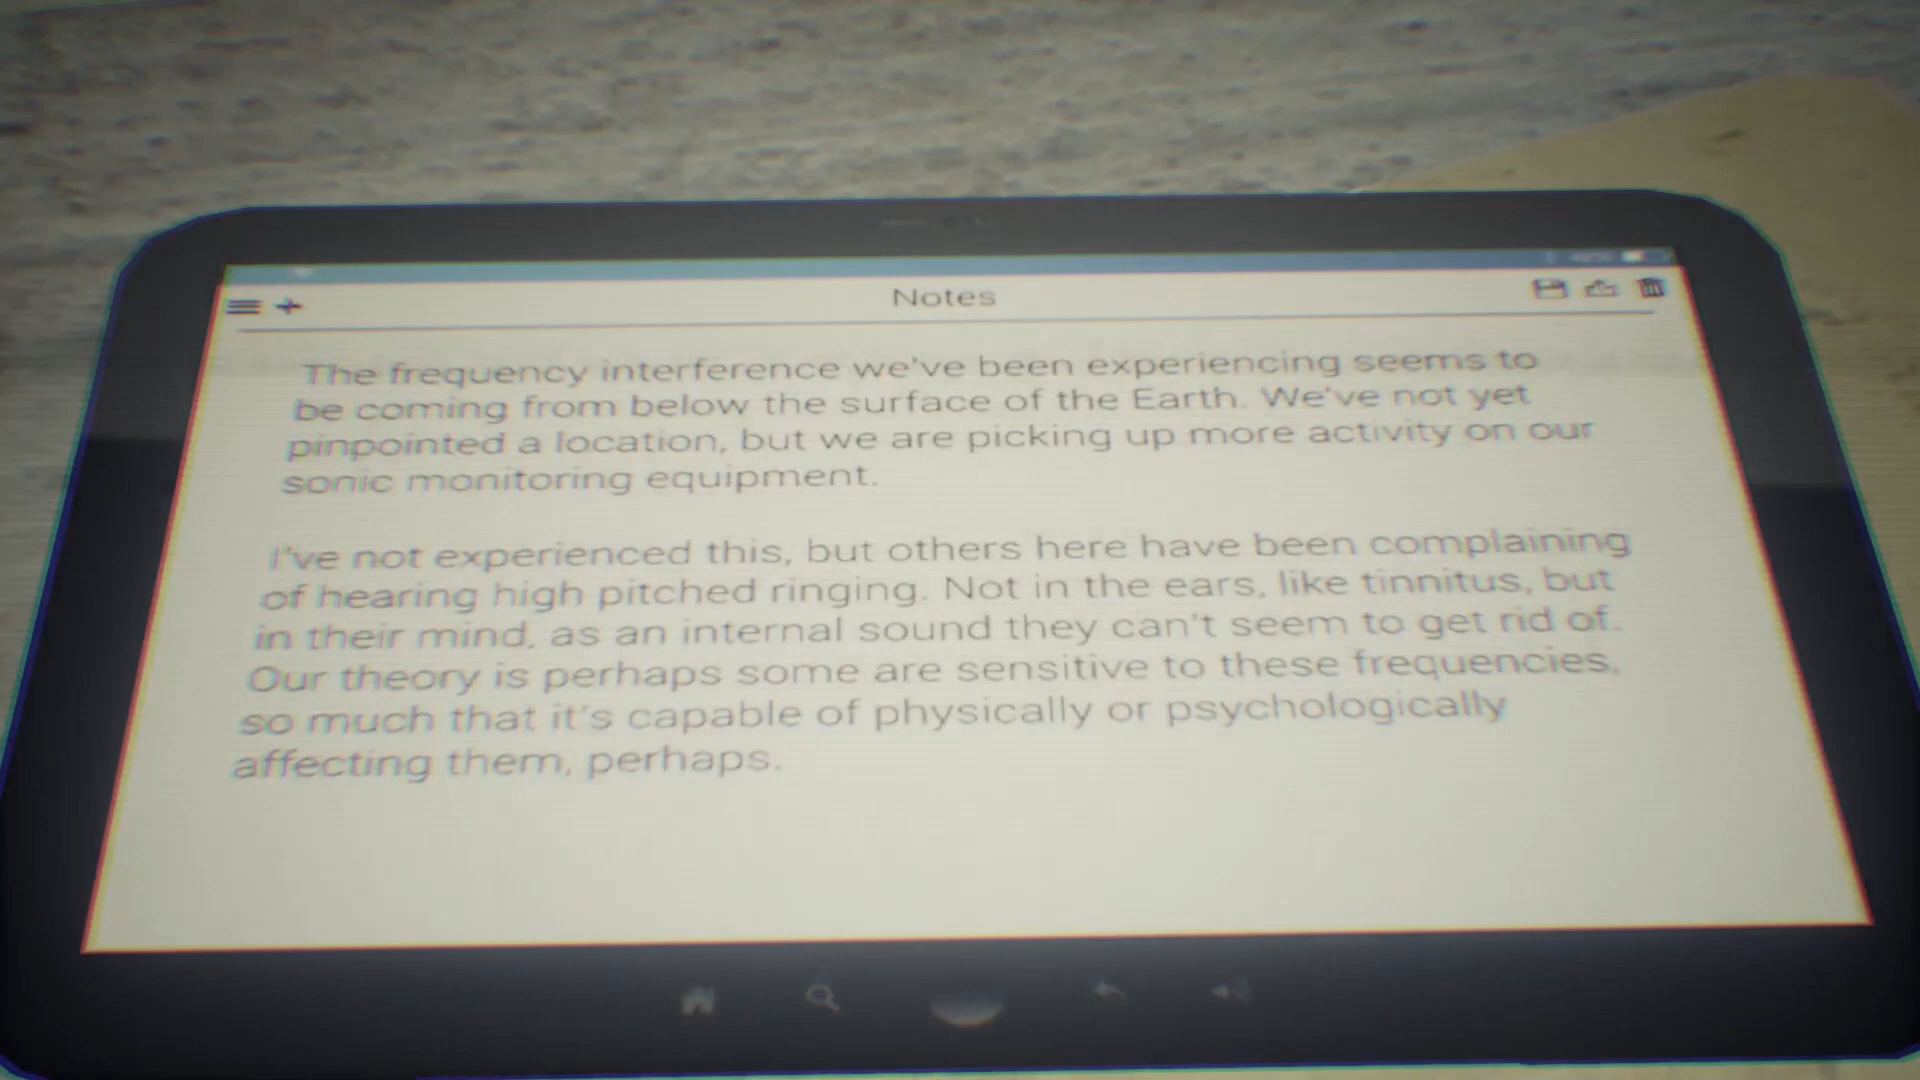 Notes
The frequency interference we've been experiencing seems to
be coming from below the surface of the Earth. We've not yet
pinpointed a location, but we are picking up more activity on our
sonic monitoring equipment.
I've not experienced this, but others here have been complaining
of hearing high pitched ringing. Not in the ears, like tinnitus, but
in their mind, as an internal sound they can't seem to get rid of.
Our theory is perhaps some are sensitive to these frequencies,
so much that it's capable of physically or psychologically
affecting them, perhaps.